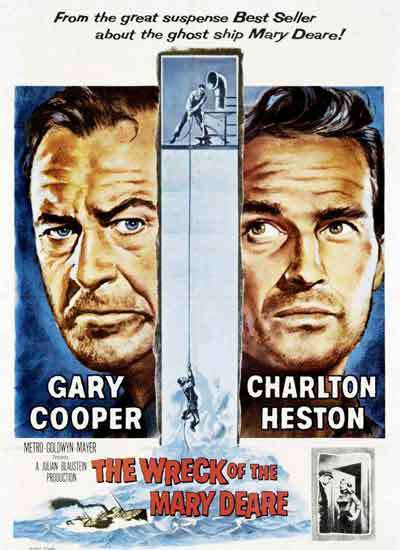 From the great suspense Best Seller
about the ghost ship Mary Deare!
GARY
COOPER
CHARLTON
HESTON
METRO-GOLDWYN-MAYER
Presents
A JULIAN BLAUSTEIN
PRODUCTION
THE WRECK OF THE
MARY DEARE